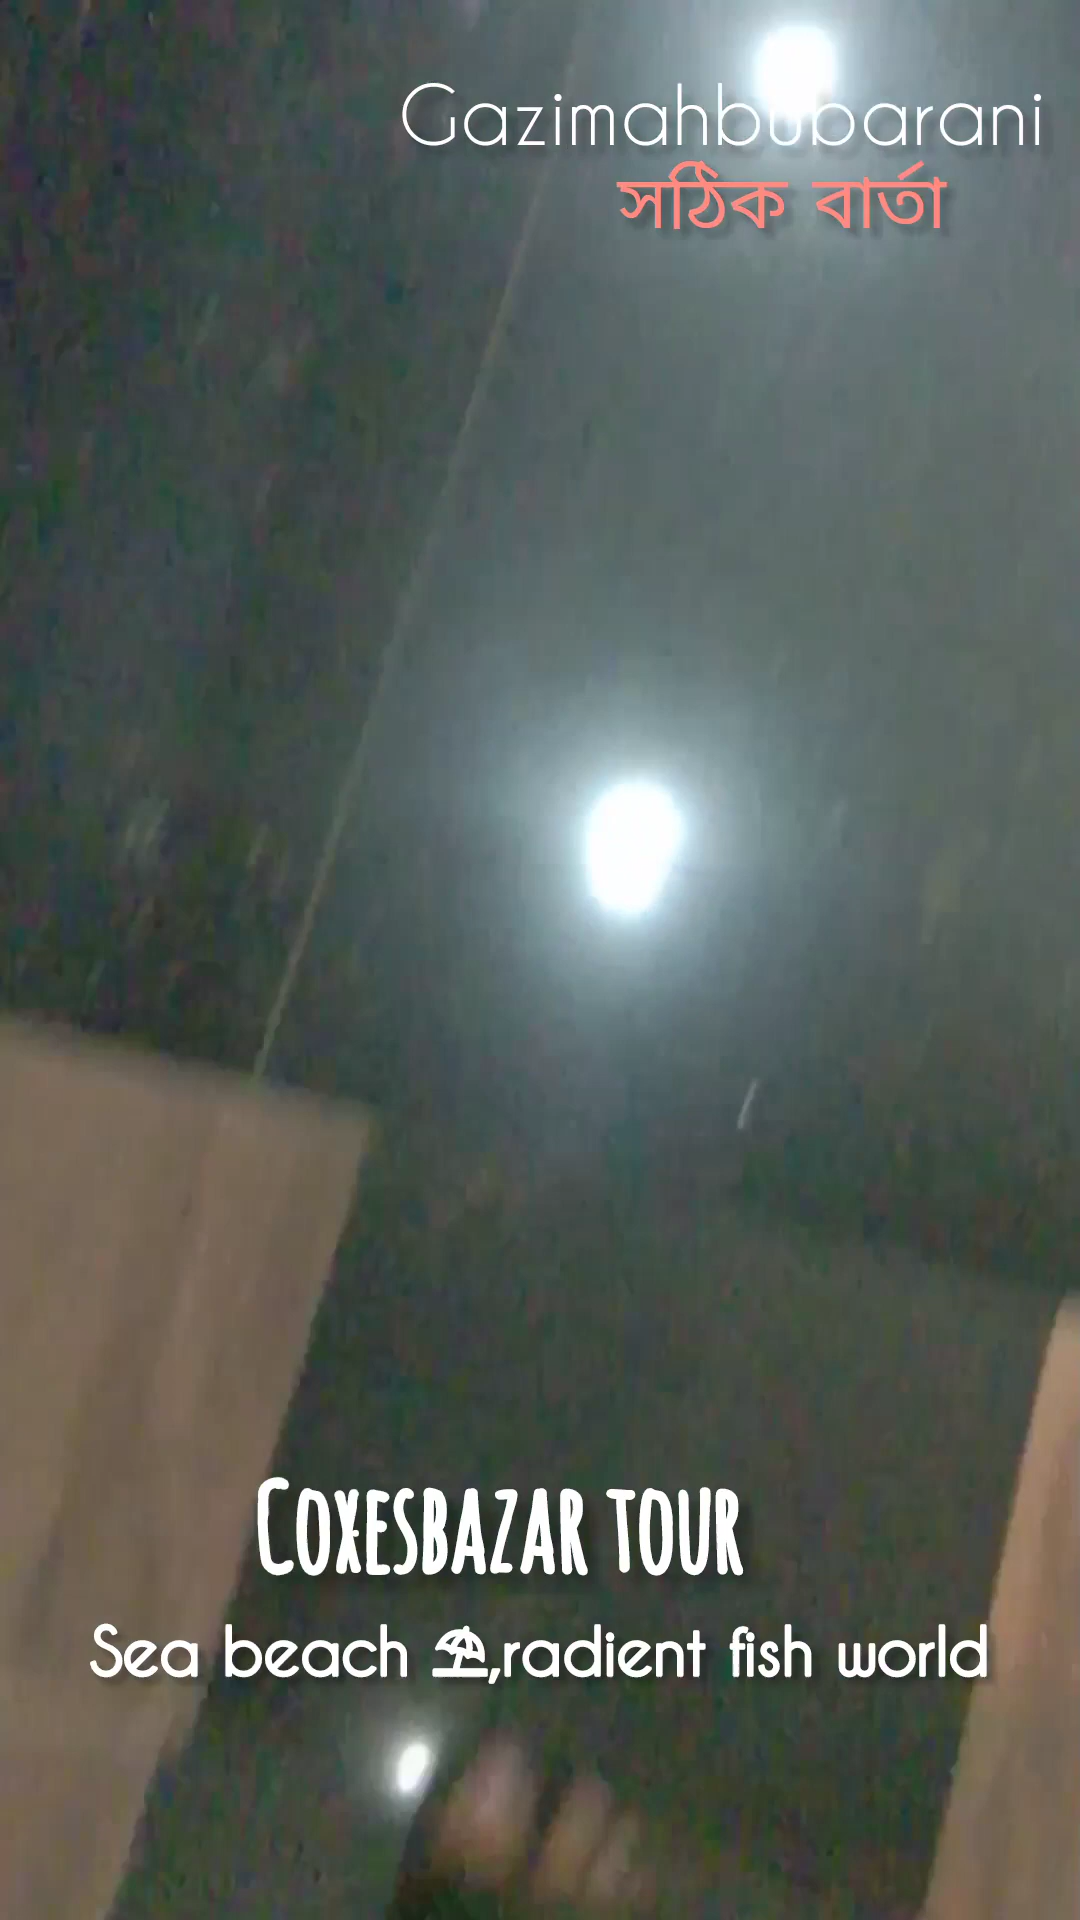 Gazimahbubarani
সঠিক বার্তা
Coxesbazar tour
Sea beach ⛱,radient fish world